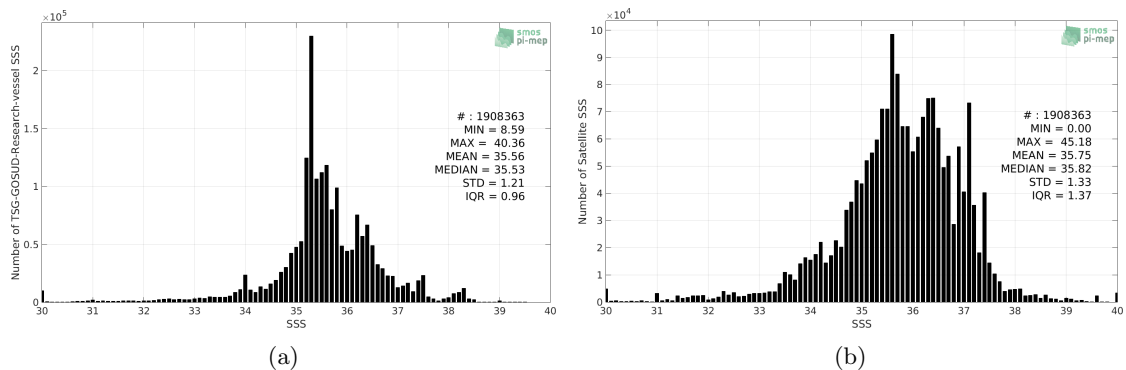 ×10⁵
smos
pi-mep
Number of TSG-GOSUD-Research-vessel SSS
2
1.5
1
0.5
0
# : 1908363
MIN = 8.59
MAX = 40.36
MEAN = 35.56
MEDIAN = 35.53
STD = 1.21
IQR = 0.96
30 31 32 33 34 35 36 37 38 39 40
SSS
(a)
×10⁴
smos
pi-mep
Number of Satellite SSS
10
9
8
7
6
5
4
3
2
1
0
# : 1908363
MIN = 0.00
MAX = 45.18
MEAN = 35.75
MEDIAN = 35.82
STD = 1.33
IQR = 1.37
30 31 32 33 34 35 36 37 38 39 40
SSS
(b)